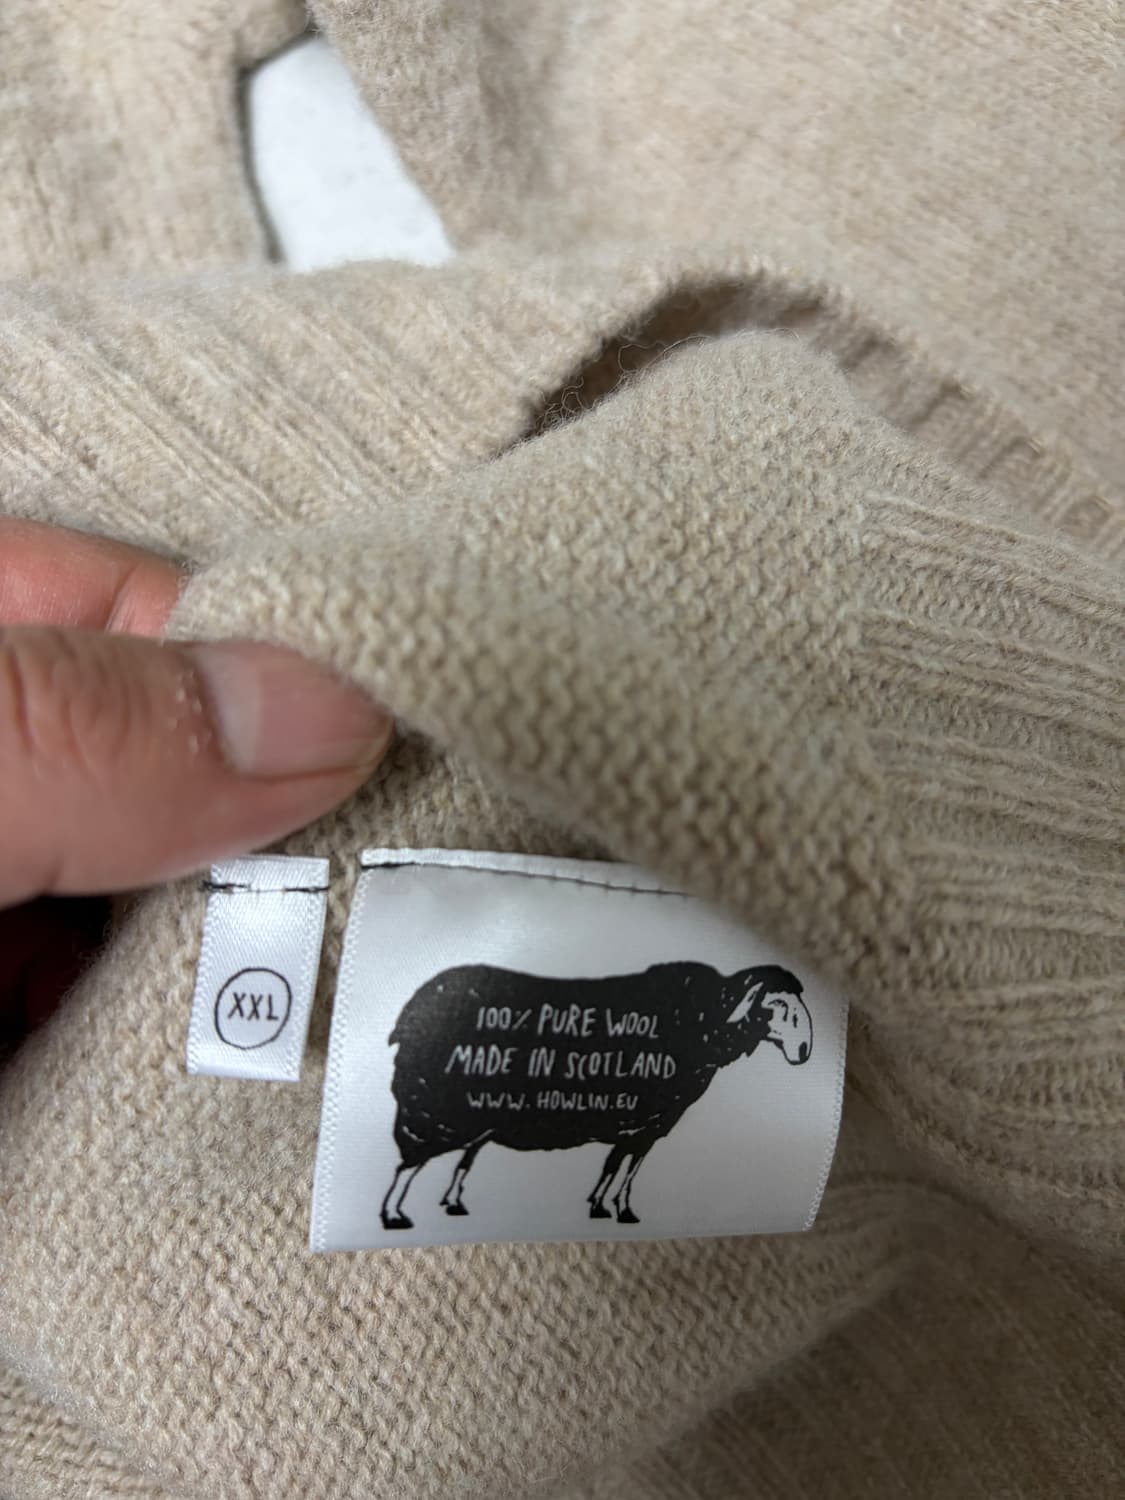 XXL
100% PURE WOOL
MADE IN SCOTLAND
WWW.HOWLIN.EU